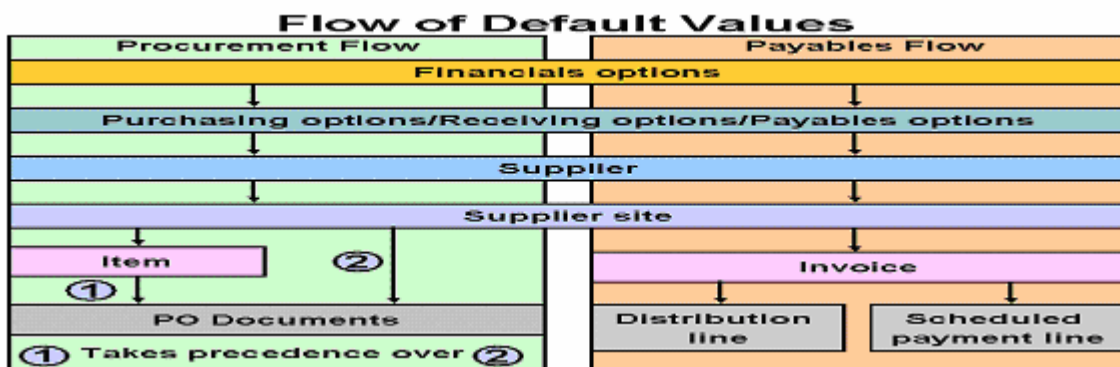 Flow of Default Values
Procurement Flow
Payables Flow
Financials options
Purchasing options/Receiving options/Payables options
Supplier
Supplier site
Item
2
Invoice
1
PO Documents
Distribution
line
Scheduled
payment line
1 Takes precedence over 2